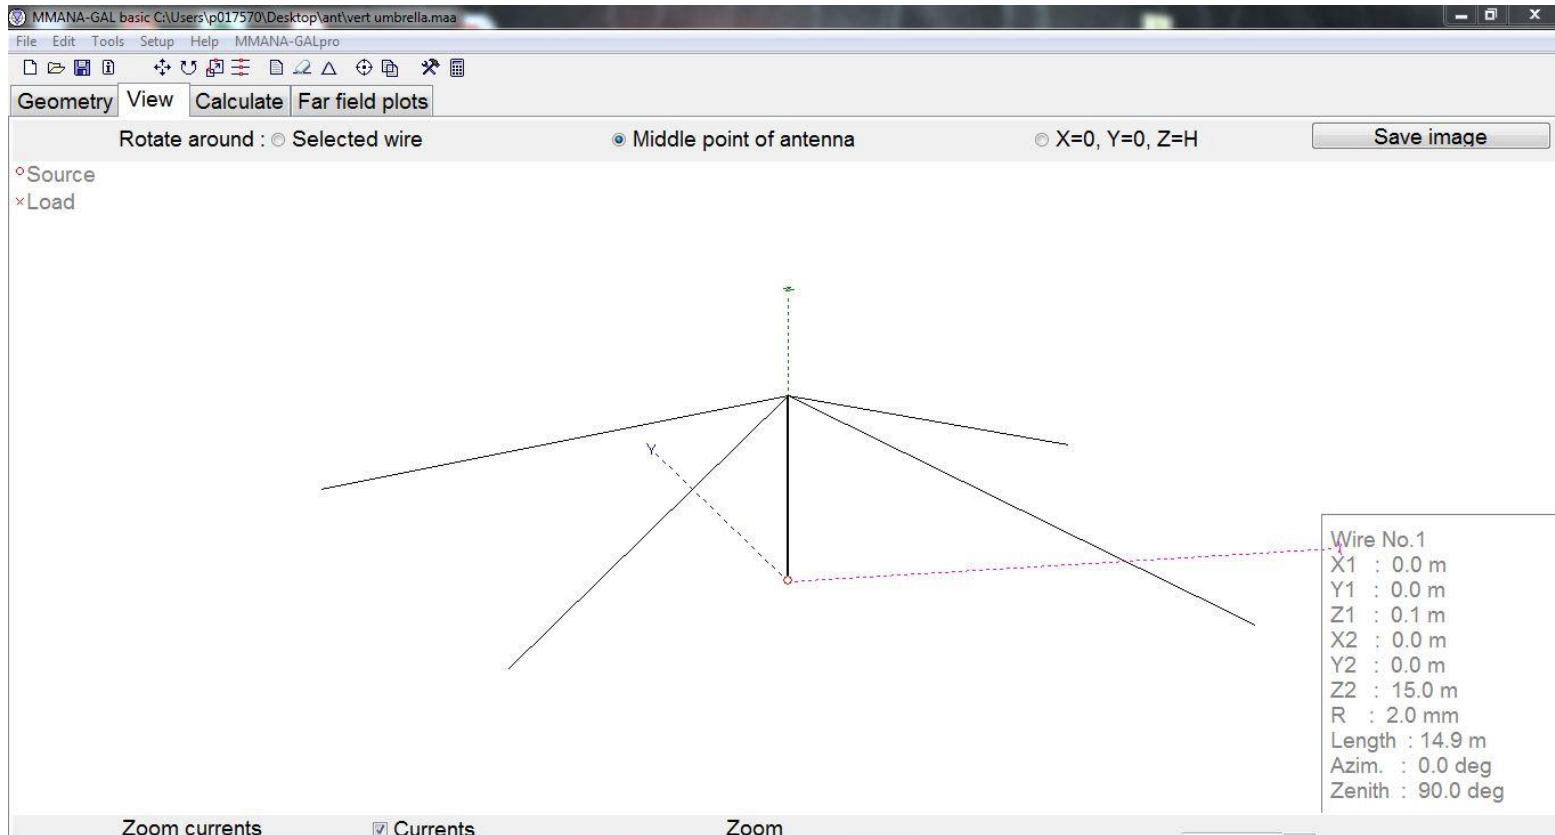 MMANA-GAL basic C:\Users\p017570\Desktop\ant\vert umbrella.maa
File Edit Tools Setup Help MMANA-GALpro
Geometry View Calculate Far field plots
Rotate around : Selected wire Middle point of antenna X=0, Y=0, Z=H Save image
Source
Load
Z
Y
X
Wire No.1
X1 : 0.0 m
Y1 : 0.0 m
Z1 : 0.1 m
X2 : 0.0 m
Y2 : 0.0 m
Z2 : 15.0 m
R : 2.0 mm
Length : 14.9 m
Azim. : 0.0 deg
Zenith : 90.0 deg
Zoom currents Currents Zoom